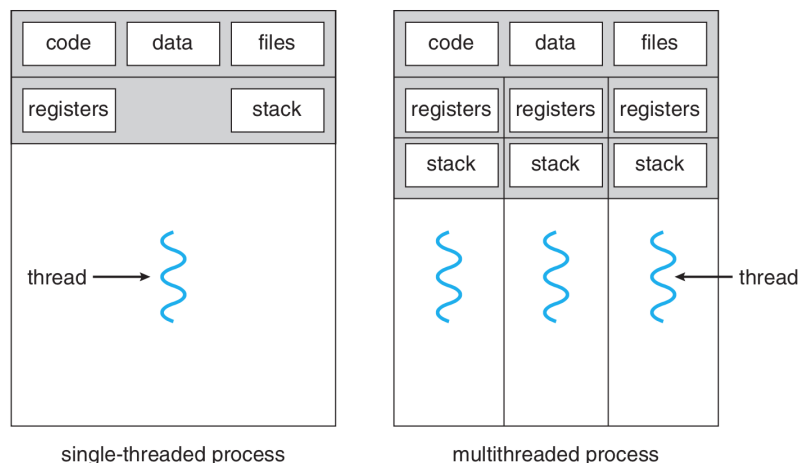 code data files
registers stack
thread
single-threaded process
code data files
registers registers registers
stack stack stack
thread
multithreaded process